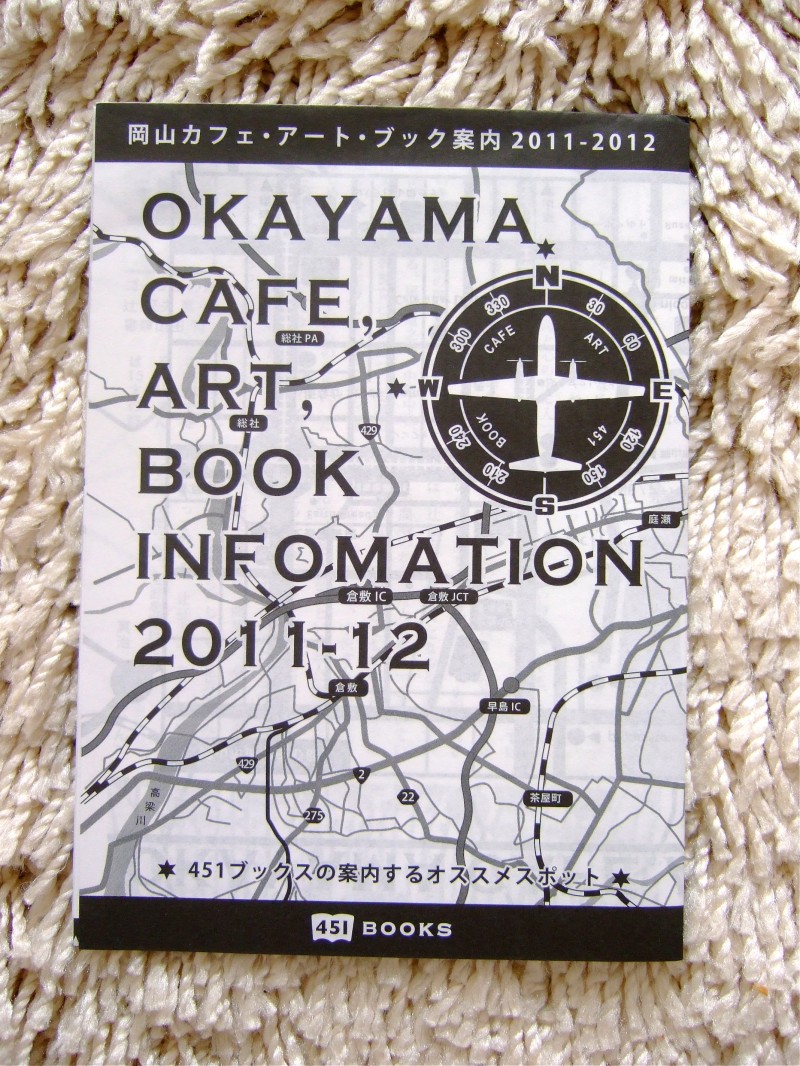 岡山カフェ・アート・ブック案内 2011-2012
OKAYAMA
CAFE,
ART,
BOOK
INFOMATION
2011-12
N
30
60
E
120
150
S
210
240
W
300
330
CAFE
ART
BOOK
451
総社 PA
総社
429
庭瀬
倉敷 IC
倉敷 JCT
倉敷
早島 IC
429
2
22
275
茶屋町
高梁川
★ 451ブックスの案内するオススメスポット ★
451 BOOKS